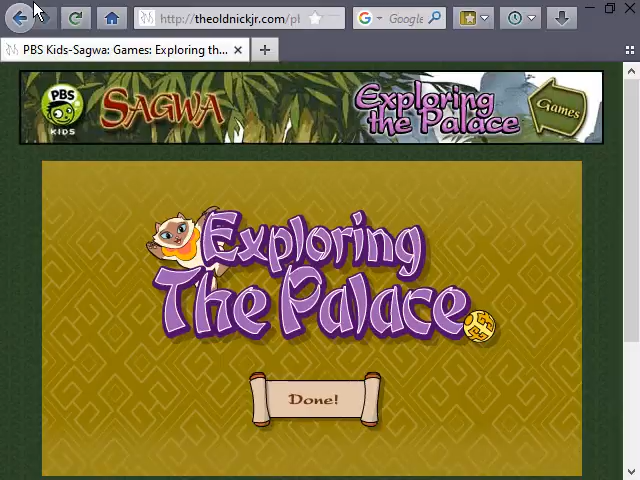 http://theoldnickjr.com/pl
Google
PBS Kids-Sagwa: Games: Exploring th...
PBS
KIDS
SAGWA
Exploring
the Palace
Games
Exploring
The Palace
Done!